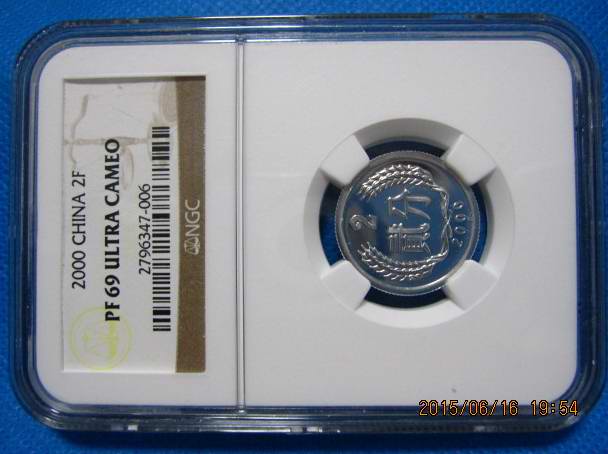 2000 CHINA 2F
PF 69 ULTRA CAMEO
2796347-006
NGC
2
贰分
2000
2015/06/16 19:54